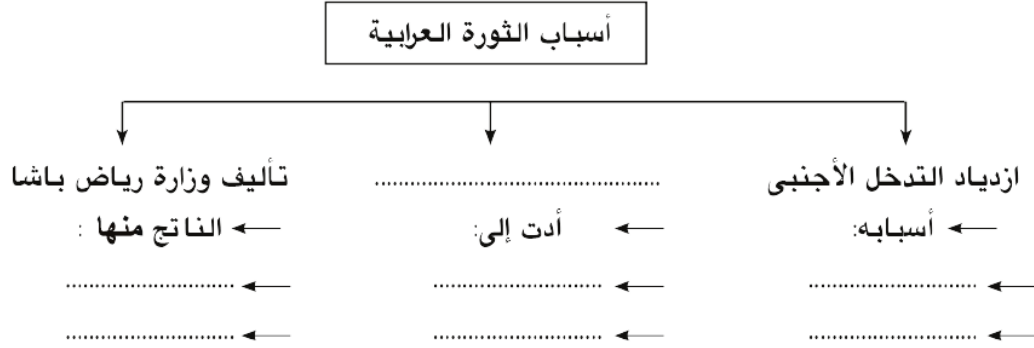 أسباب الثورة العرابية
ازدياد التدخل الأجنبى ........................................ تأليف وزارة رياض باشا
← أسبابه: ← أدت إلى: ← الناتج منها :
← .............................. ← .............................. ← ..............................
← .............................. ← .............................. ← ..............................